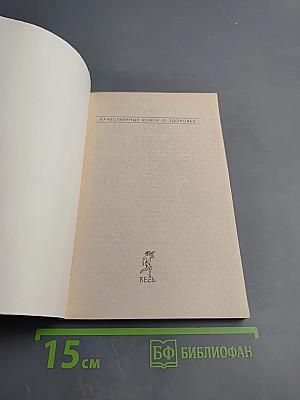 КАЧЕСТВЕННЫЕ КНИГИ О ЗДОРОВЬЕ
ВЕСЬ
15 см
БФ БИБЛИОФАН